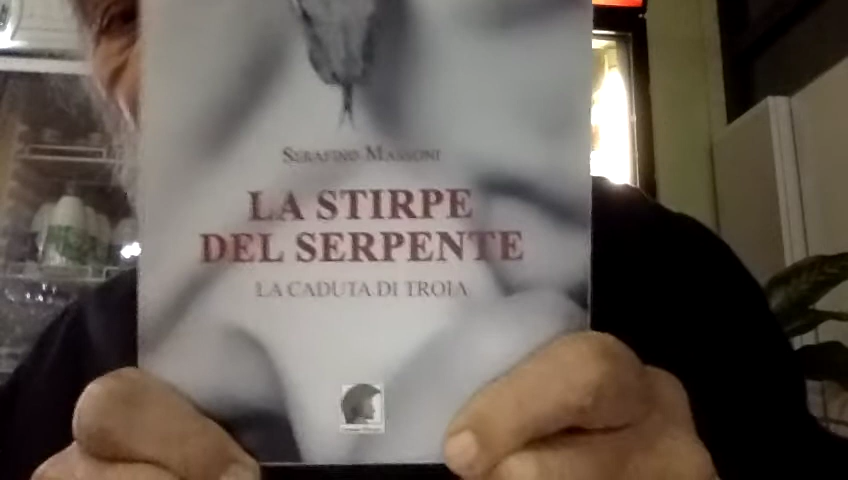 Serafino Massoni
LA STIRPE
DEL SERPENTE
LA CADUTA DI TROIA